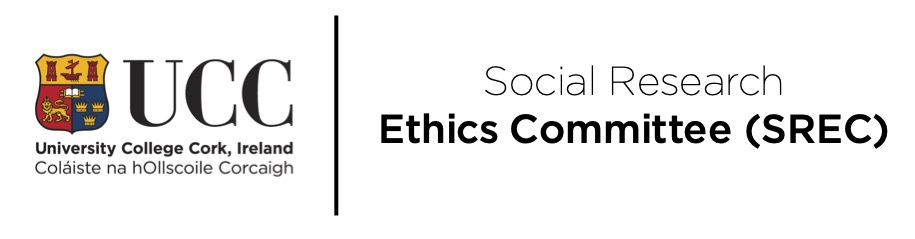 UCC
University College Cork, Ireland
Coláiste na hOllscoile Corcaigh
Social Research
Ethics Committee (SREC)